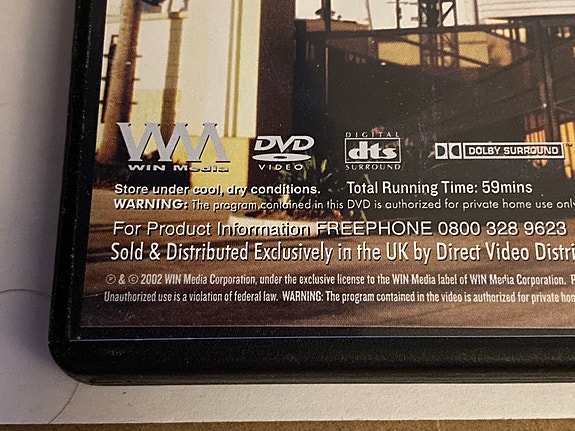 WM
WIN Media
DVD
VIDEO
DIGITAL
dts
SURROUND
DOLBY SURROUND
Store under cool, dry conditions. Total Running Time: 59mins
WARNING: The program contained in this DVD is authorized for private home use only
For Product Information FREEPHONE 0800 328 9623
Sold & Distributed Exclusively in the UK by Direct Video Distri
℗ & © 2002 WIN Media Corporation, under the exclusive license to the WIN Media label of WIN Media Corporation.
Unauthorized use is a violation of federal law. WARNING: The program contained in the video is authorized for private hom